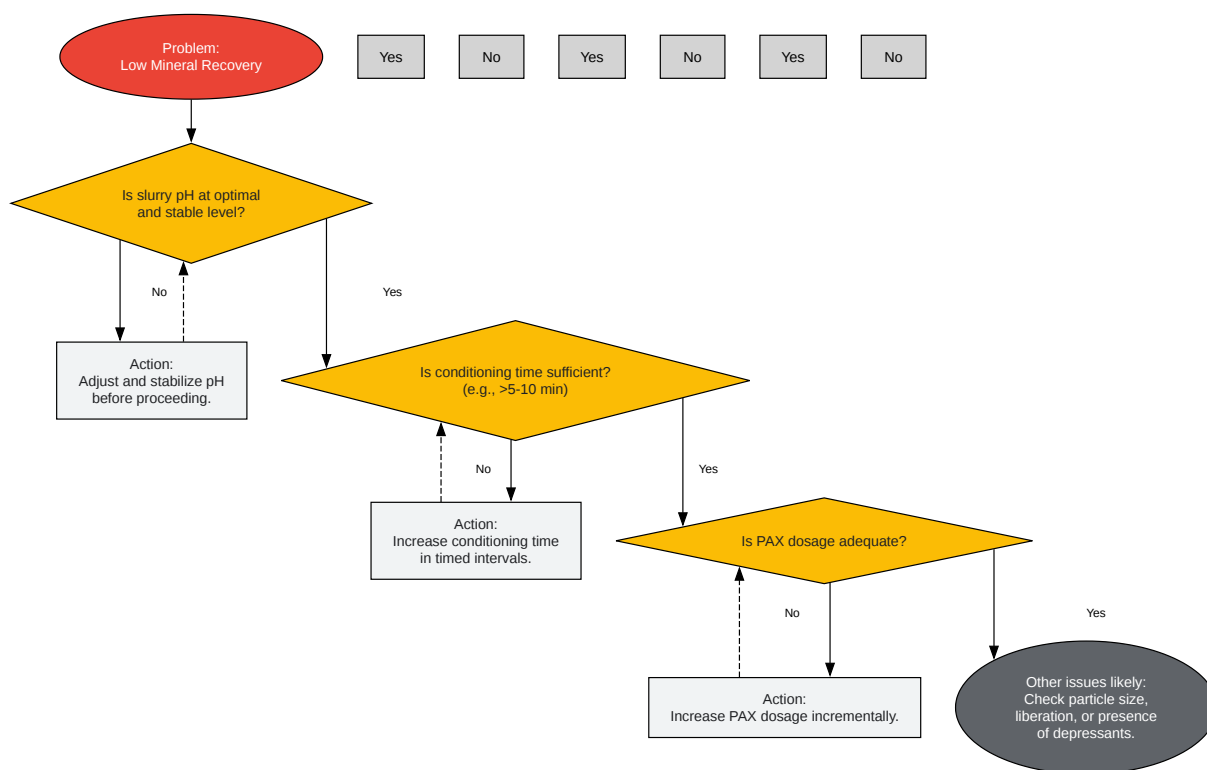 Problem:
Low Mineral Recovery
Yes
No
Yes
No
Yes
No
Is slurry pH at optimal
and stable level?
No
Yes
Action:
Adjust and stabilize pH
before proceeding.
Is conditioning time sufficient?
(e.g., >5-10 min)
No
Yes
Action:
Increase conditioning time
in timed intervals.
Is PAX dosage adequate?
No
Yes
Action:
Increase PAX dosage incrementally.
Other issues likely:
Check particle size,
liberation, or presence
of depressants.